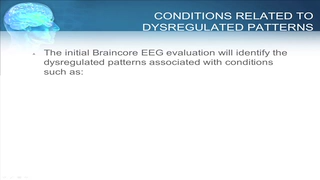 CONDITIONS RELATED TO
DYSREGULATED PATTERNS
The initial Braincore EEG evaluation will identify the
dysregulated patterns associated with conditions
such as: